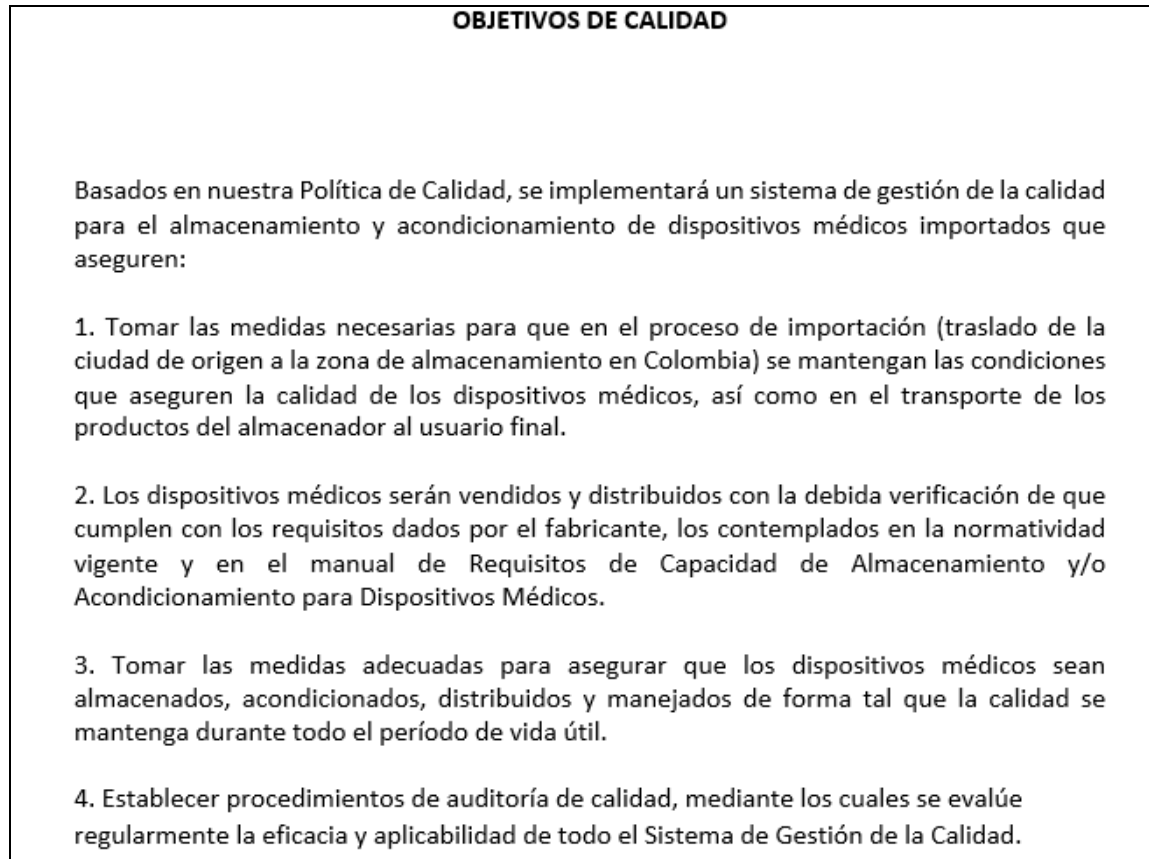 OBJETIVOS DE CALIDAD
Basados en nuestra Política de Calidad, se implementará un sistema de gestión de la calidad
para el almacenamiento y acondicionamiento de dispositivos médicos importados que
aseguren:
1. Tomar las medidas necesarias para que en el proceso de importación (traslado de la
ciudad de origen a la zona de almacenamiento en Colombia) se mantengan las condiciones
que aseguren la calidad de los dispositivos médicos, así como en el transporte de los
productos del almacenador al usuario final.
2. Los dispositivos médicos serán vendidos y distribuidos con la debida verificación de que
cumplen con los requisitos dados por el fabricante, los contemplados en la normatividad
vigente y en el manual de Requisitos de Capacidad de Almacenamiento y/o
Acondicionamiento para Dispositivos Médicos.
3. Tomar las medidas adecuadas para asegurar que los dispositivos médicos sean
almacenados, acondicionados, distribuidos y manejados de forma tal que la calidad se
mantenga durante todo el período de vida útil.
4. Establecer procedimientos de auditoría de calidad, mediante los cuales se evalúe
regularmente la eficacia y aplicabilidad de todo el Sistema de Gestión de la Calidad.